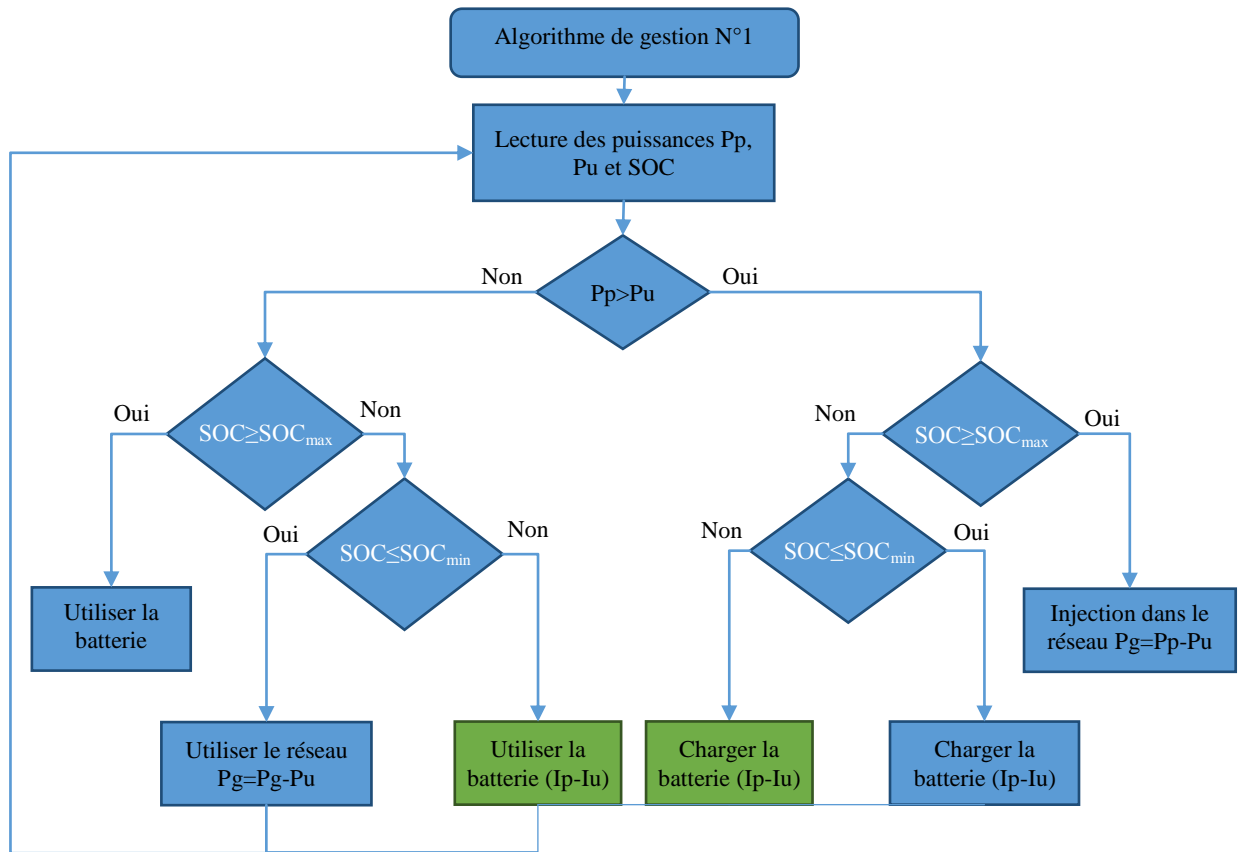 Algorithme de gestion N°1
Lecture des puissances Pp,
Pu et SOC
Non
Oui
Pp>Pu
Oui
Non
SOC≥SOCmax
Non
Oui
SOC≥SOCmax
Oui
Non
SOC≤SOCmin
Non
Oui
SOC≤SOCmin
Utiliser la
batterie
Injection dans le
réseau Pg=Pp-Pu
Utiliser le réseau
Pg=Pg-Pu
Utiliser la
batterie (Ip-Iu)
Charger la
batterie (Ip-Iu)
Charger la
batterie (Ip-Iu)